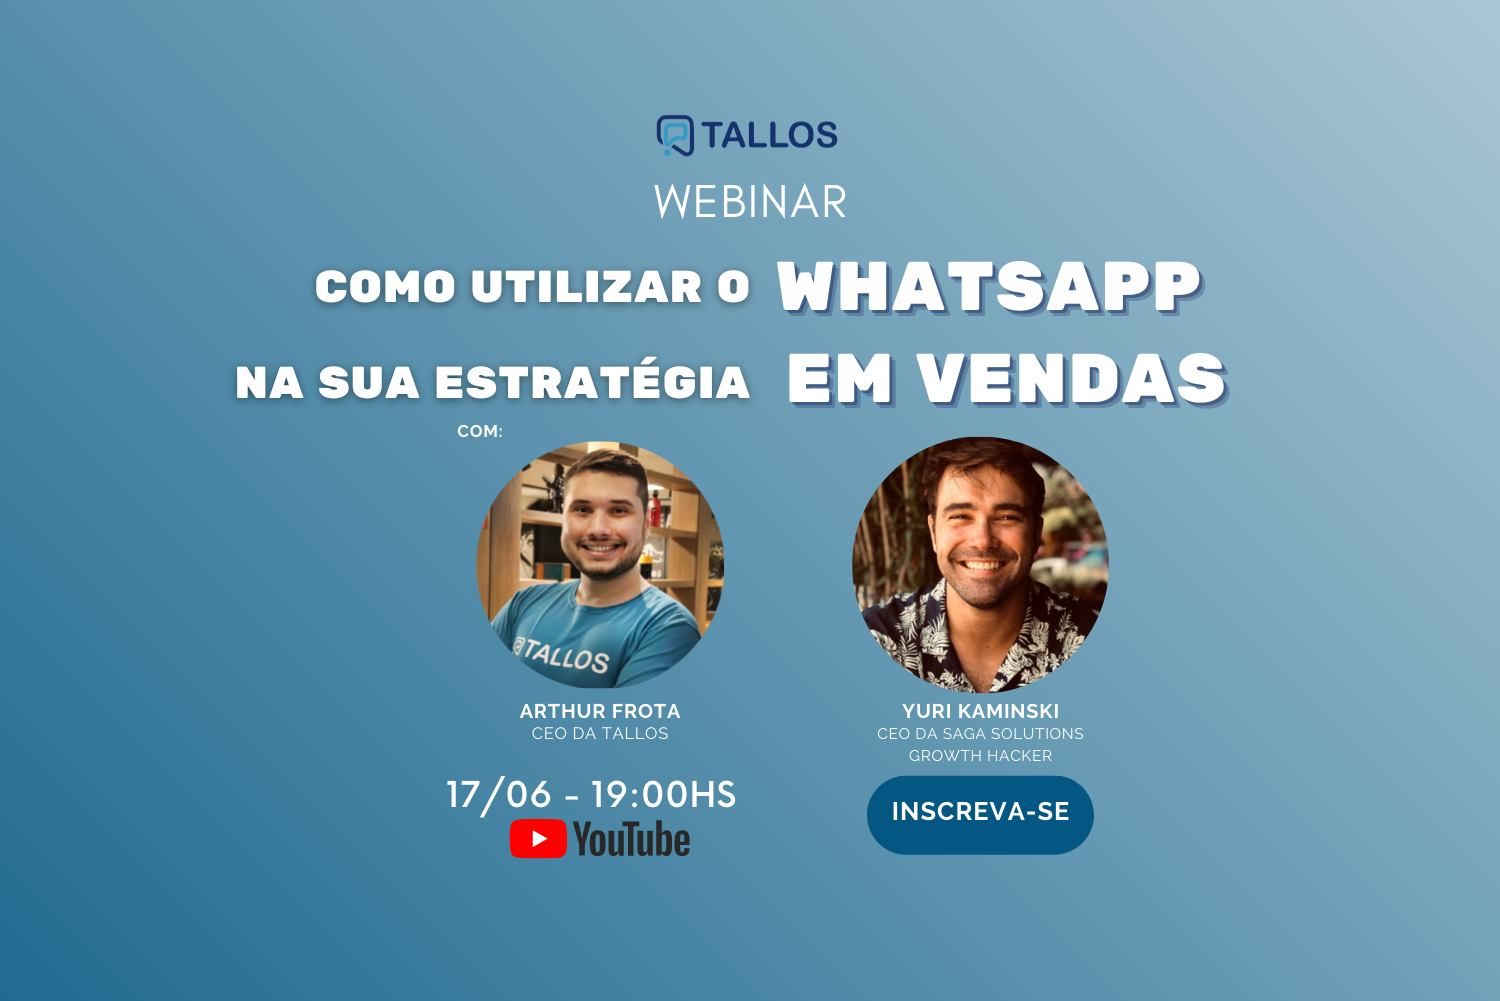 TALLOS
WEBINAR
COMO UTILIZAR O WHATSAPP
NA SUA ESTRATÉGIA EM VENDAS
COM:
TALLOS
ARTHUR FROTA
CEO DA TALLOS
YURI KAMINSKI
CEO DA SAGA SOLUTIONS
GROWTH HACKER
17/06 - 19:00HS
YouTube
INSCREVA-SE